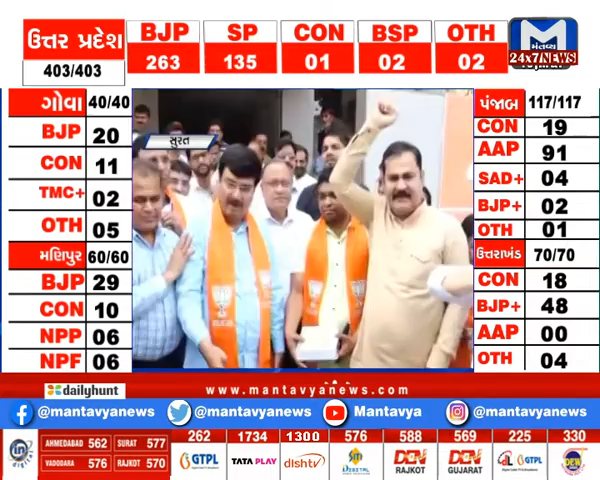 ઉત્તર પ્રદેશ
403/403
BJP SP CON BSP OTH
263 135 01 02 02
મંતવ્ય
24x7 NEWS
ગોવા 40/40
BJP 20
CON 11
TMC+ 02
OTH 05
મણિપુર 60/60
BJP 29
CON 10
NPP 06
NPF 06
સુરત
પંજાબ 117/117
CON 19
AAP 91
SAD+ 04
BJP+ 02
OTH 01
ઉત્તરાખંડ 70/70
CON 18
BJP+ 48
AAP 00
OTH 04
dailyhunt
www.mantavyanews.com
@mantavyanews @mantavyanews Mantavya @mantavyanews
in digital
AHMEDABAD 562 SURAT 577
VADODARA 576 RAJKOT 570
262 1734 1300 576 588 569 225 330
GTPL TATA PLAY dishtv DEN RAJKOT DEN GUJARAT GTPL